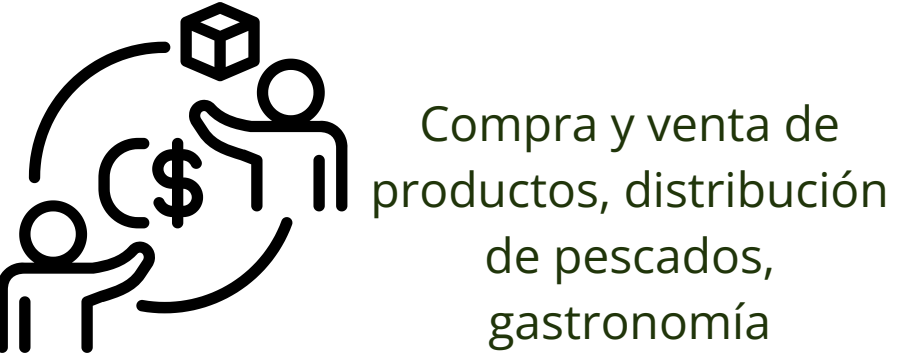 $
Compra y venta de
productos, distribución
de pescados,
gastronomía